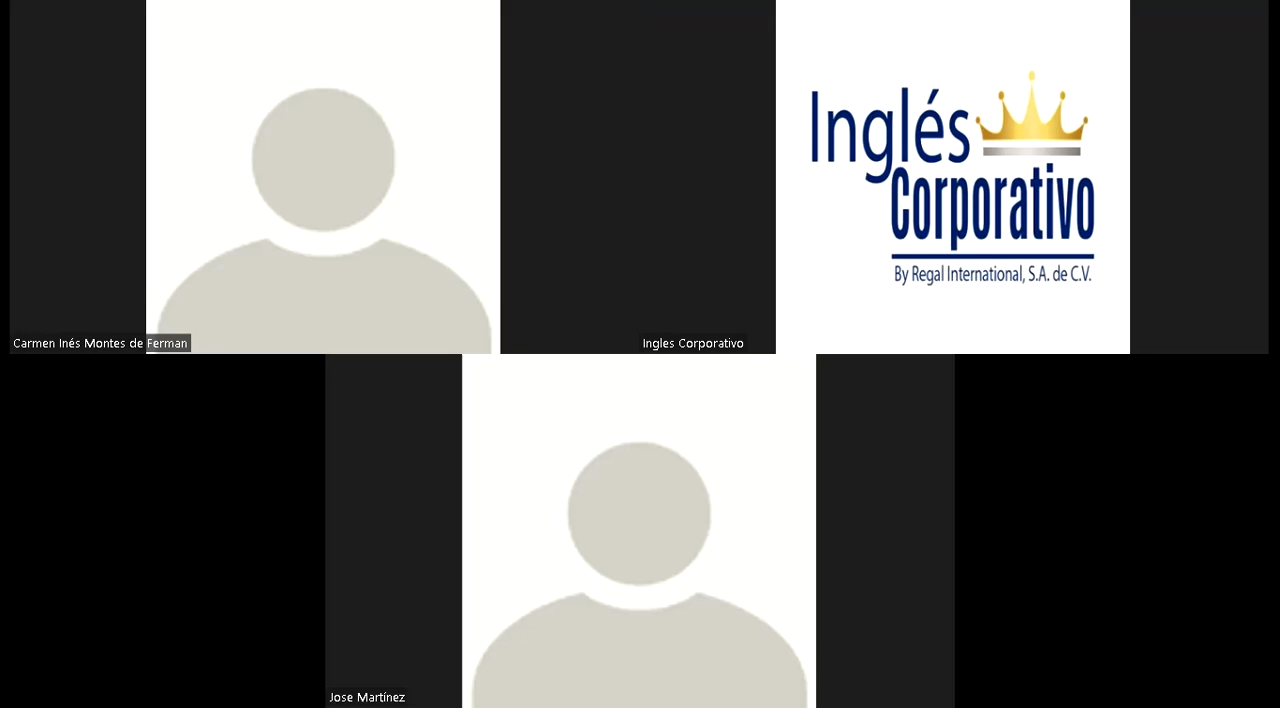 Inglés
Corporativo
By Regal International, S.A. de C.V.
Carmen Inés Montes de Ferman
Ingles Corporativo
Jose Martínez